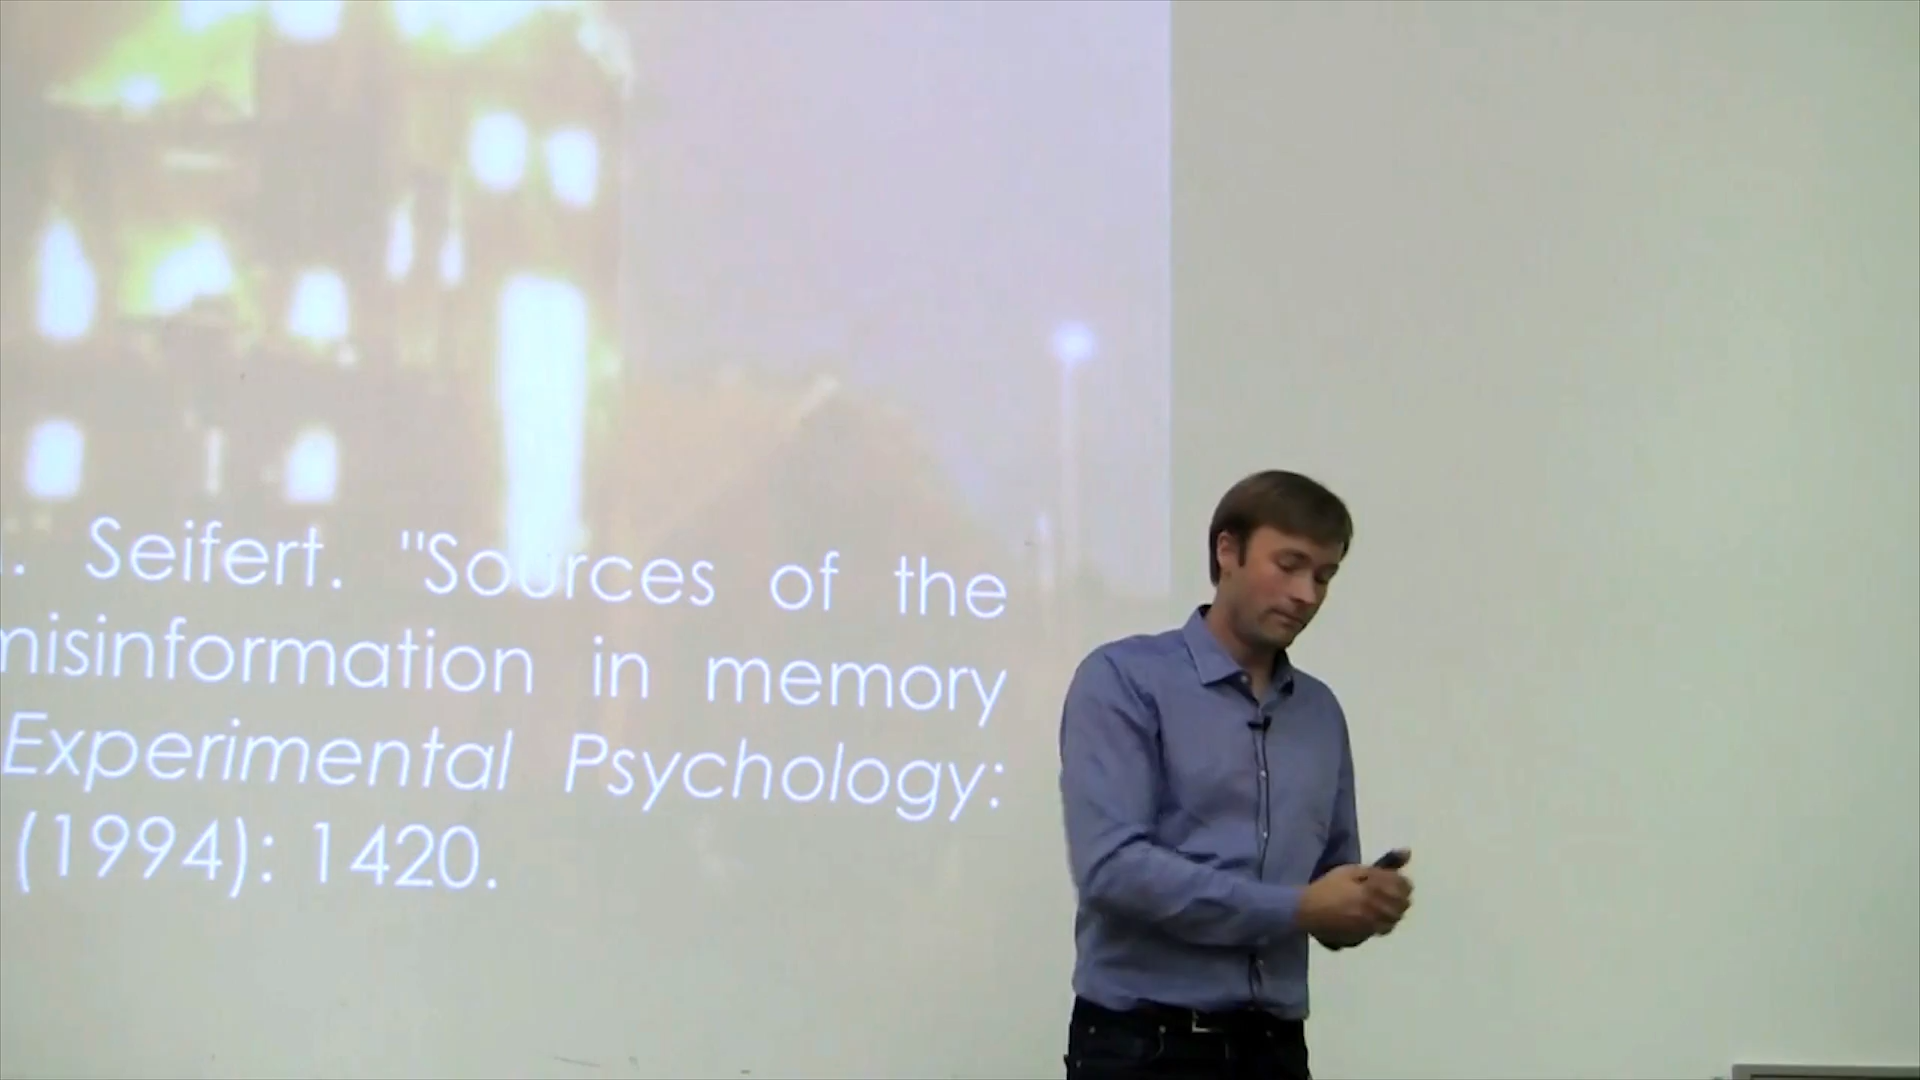 . Seifert. "Sources of the
misinformation in memory
Experimental Psychology:
(1994): 1420.